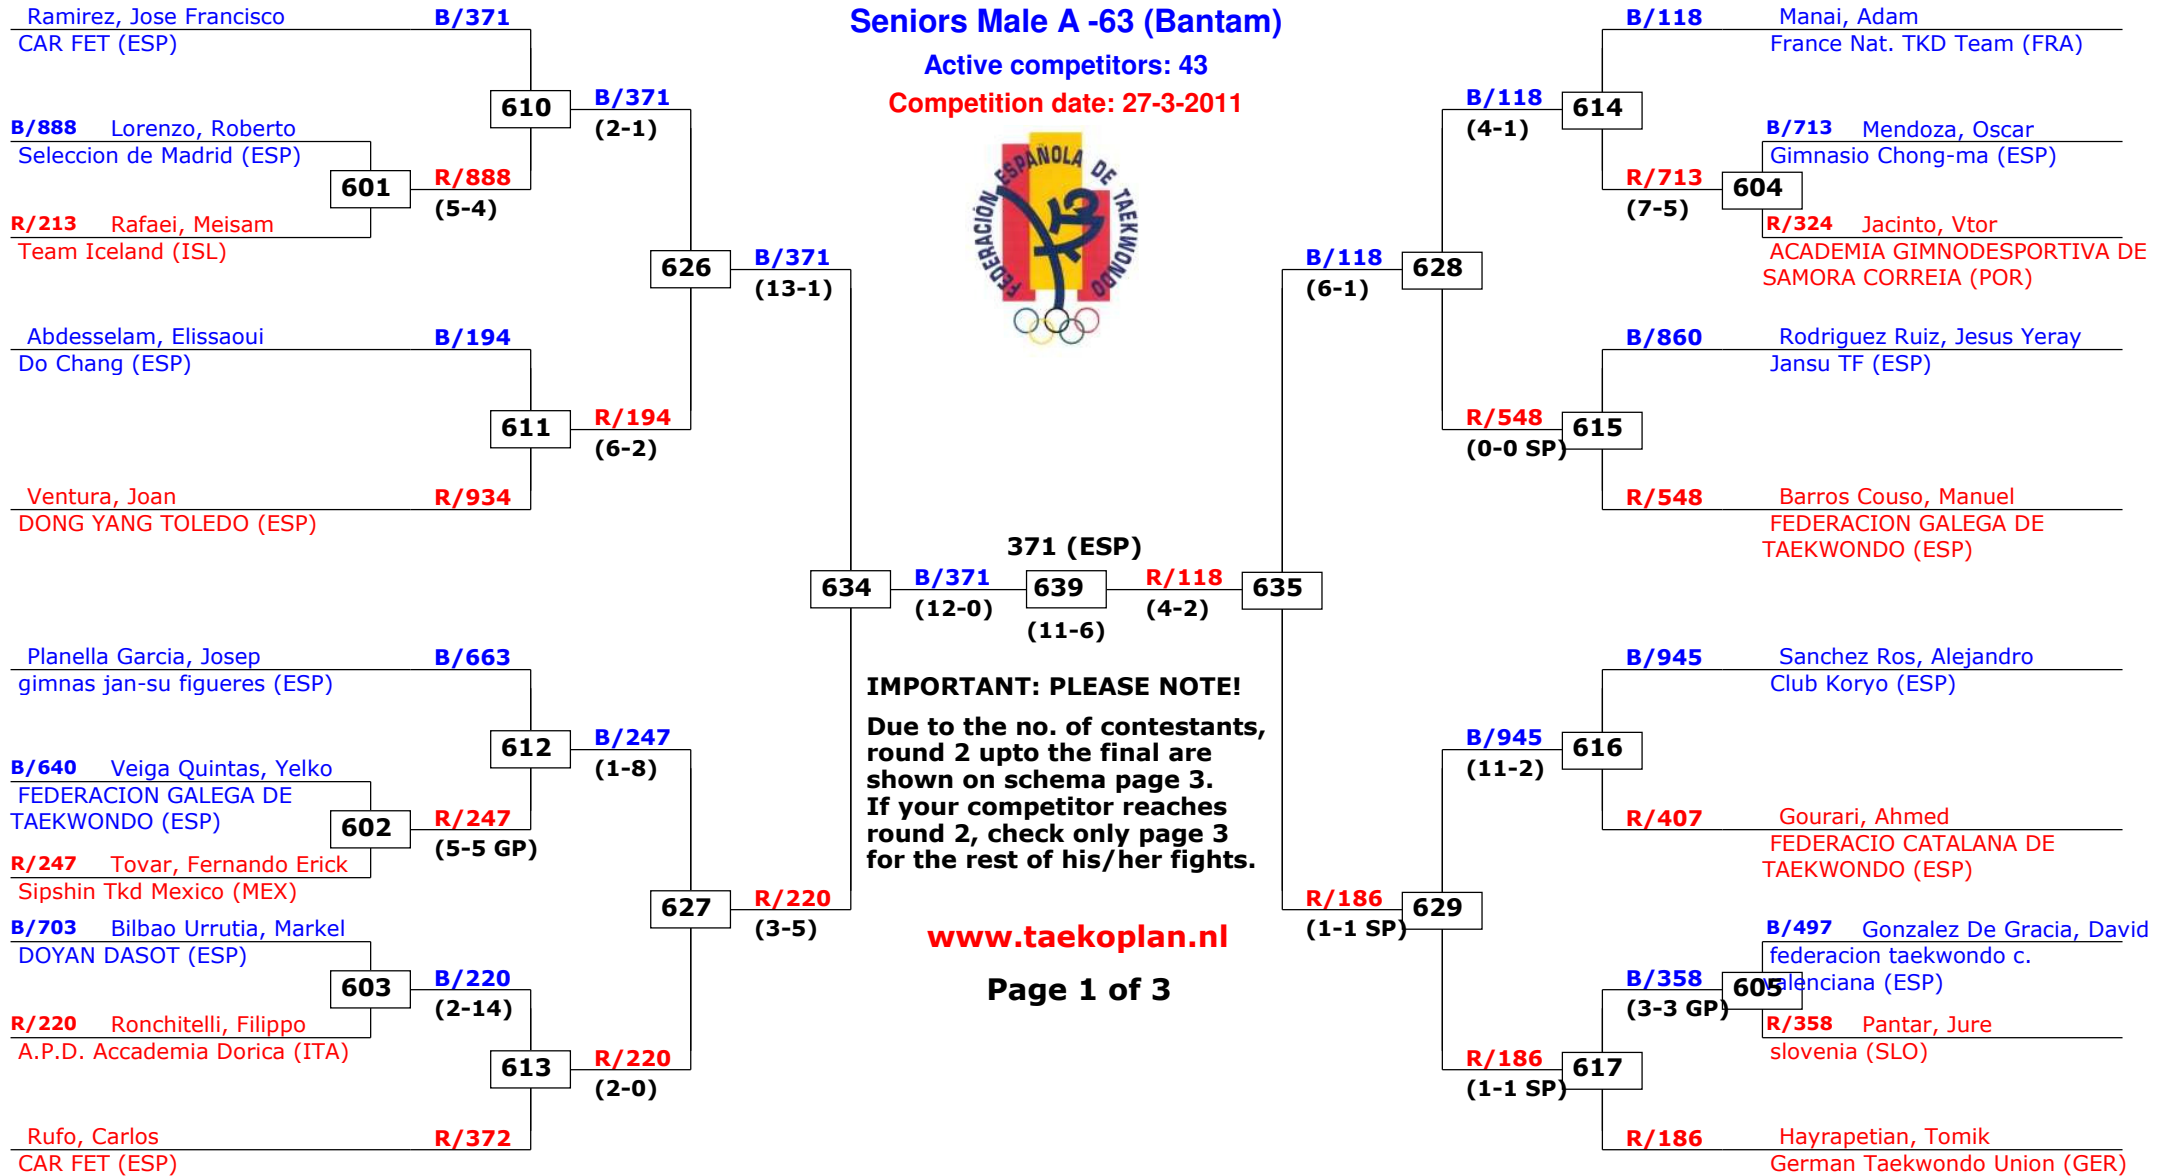 Seniors Male A -63 (Bantam)
Active competitors: 43
Competition date: 27-3-2011
FEDERACIÓN ESPAÑOLA DE TAEKWONDO
Ramirez, Jose Francisco B/371
CAR FET (ESP)
B/888 Lorenzo, Roberto
Seleccion de Madrid (ESP)
601
R/888
(5-4)
R/213 Rafaei, Meisam
Team Iceland (ISL)
610
B/371
(2-1)
Abdesselam, Elissaoui B/194
Do Chang (ESP)
611
R/194
(6-2)
Ventura, Joan R/934
DONG YANG TOLEDO (ESP)
626
B/371
(13-1)
Planella Garcia, Josep B/663
gimnas jan-su figueres (ESP)
612
B/247
(1-8)
B/640 Veiga Quintas, Yelko
FEDERACION GALEGA DE
TAEKWONDO (ESP)
602
R/247
(5-5 GP)
R/247 Tovar, Fernando Erick
Sipshin Tkd Mexico (MEX)
B/703 Bilbao Urrutia, Markel
DOYAN DASOT (ESP)
603
B/220
(2-14)
R/220 Ronchitelli, Filippo
A.P.D. Accademia Dorica (ITA)
613
R/220
(2-0)
Rufo, Carlos R/372
CAR FET (ESP)
627
R/220
(3-5)
634
B/371
(12-0)
371 (ESP)
639
(11-6)
R/118
(4-2)
635
IMPORTANT: PLEASE NOTE!
Due to the no. of contestants,
round 2 upto the final are
shown on schema page 3.
If your competitor reaches
round 2, check only page 3
for the rest of his/her fights.
www.taekoplan.nl
Page 1 of 3
B/118 Manai, Adam
France Nat. TKD Team (FRA)
B/118
(4-1)
614
B/713 Mendoza, Oscar
Gimnasio Chong-ma (ESP)
R/713
(7-5)
604
R/324 Jacinto, Vtor
ACADEMIA GIMNODESPORTIVA DE
SAMORA CORREIA (POR)
B/118
(6-1)
628
B/860 Rodriguez Ruiz, Jesus Yeray
Jansu TF (ESP)
R/548
(0-0 SP)
615
R/548 Barros Couso, Manuel
FEDERACION GALEGA DE
TAEKWONDO (ESP)
B/945 Sanchez Ros, Alejandro
Club Koryo (ESP)
B/945
(11-2)
616
R/407 Gourari, Ahmed
FEDERACIO CATALANA DE
TAEKWONDO (ESP)
R/186
(1-1 SP)
629
B/497 Gonzalez De Gracia, David
federacion taekwondo c.
valenciana (ESP)
B/358
(3-3 GP)
605
R/358 Pantar, Jure
slovenia (SLO)
R/186
(1-1 SP)
617
R/186 Hayrapetian, Tomik
German Taekwondo Union (GER)